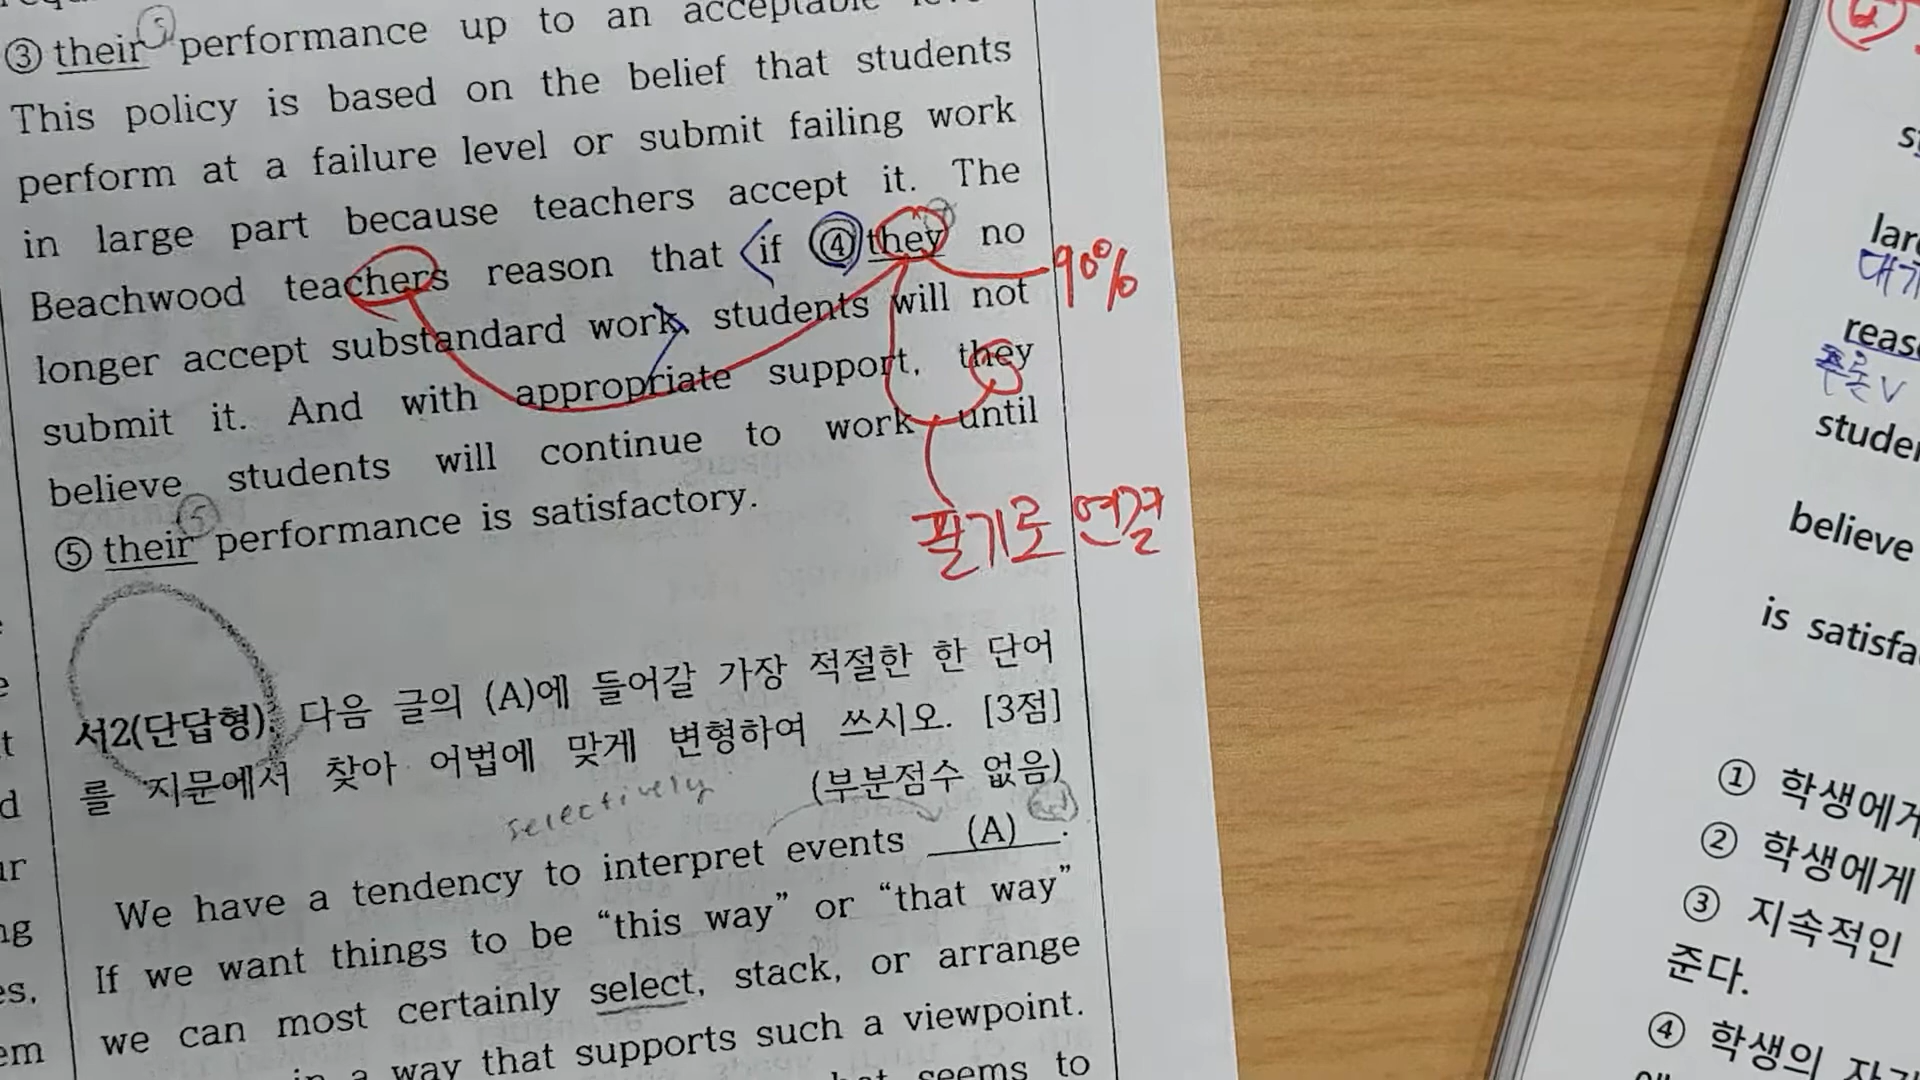 ③ their performance up to an acceptable
This policy is based on the belief that students
perform at a failure level or submit failing work
in large part because teachers accept it. The
Beachwood teachers reason that if ④ they no
90%
longer accept substandard work, students will not
submit it. And with appropriate support, they
believe students will continue to work until
⑤ their performance is satisfactory.
필기로 연결
서2(단답형). 다음 글의 (A)에 들어갈 가장 적절한 한 단어
를 지문에서 찾아 어법에 맞게 변형하여 쓰시오. [3점]
(부분점수 없음)
selectively
We have a tendency to interpret events (A) .
If we want things to be “this way” or “that way”
we can most certainly select, stack, or arrange
in a way that supports such a viewpoint.
seems to
believe
is
① 학생에게
② 학생에게
③ 지속적인
준다.
④ 학생의